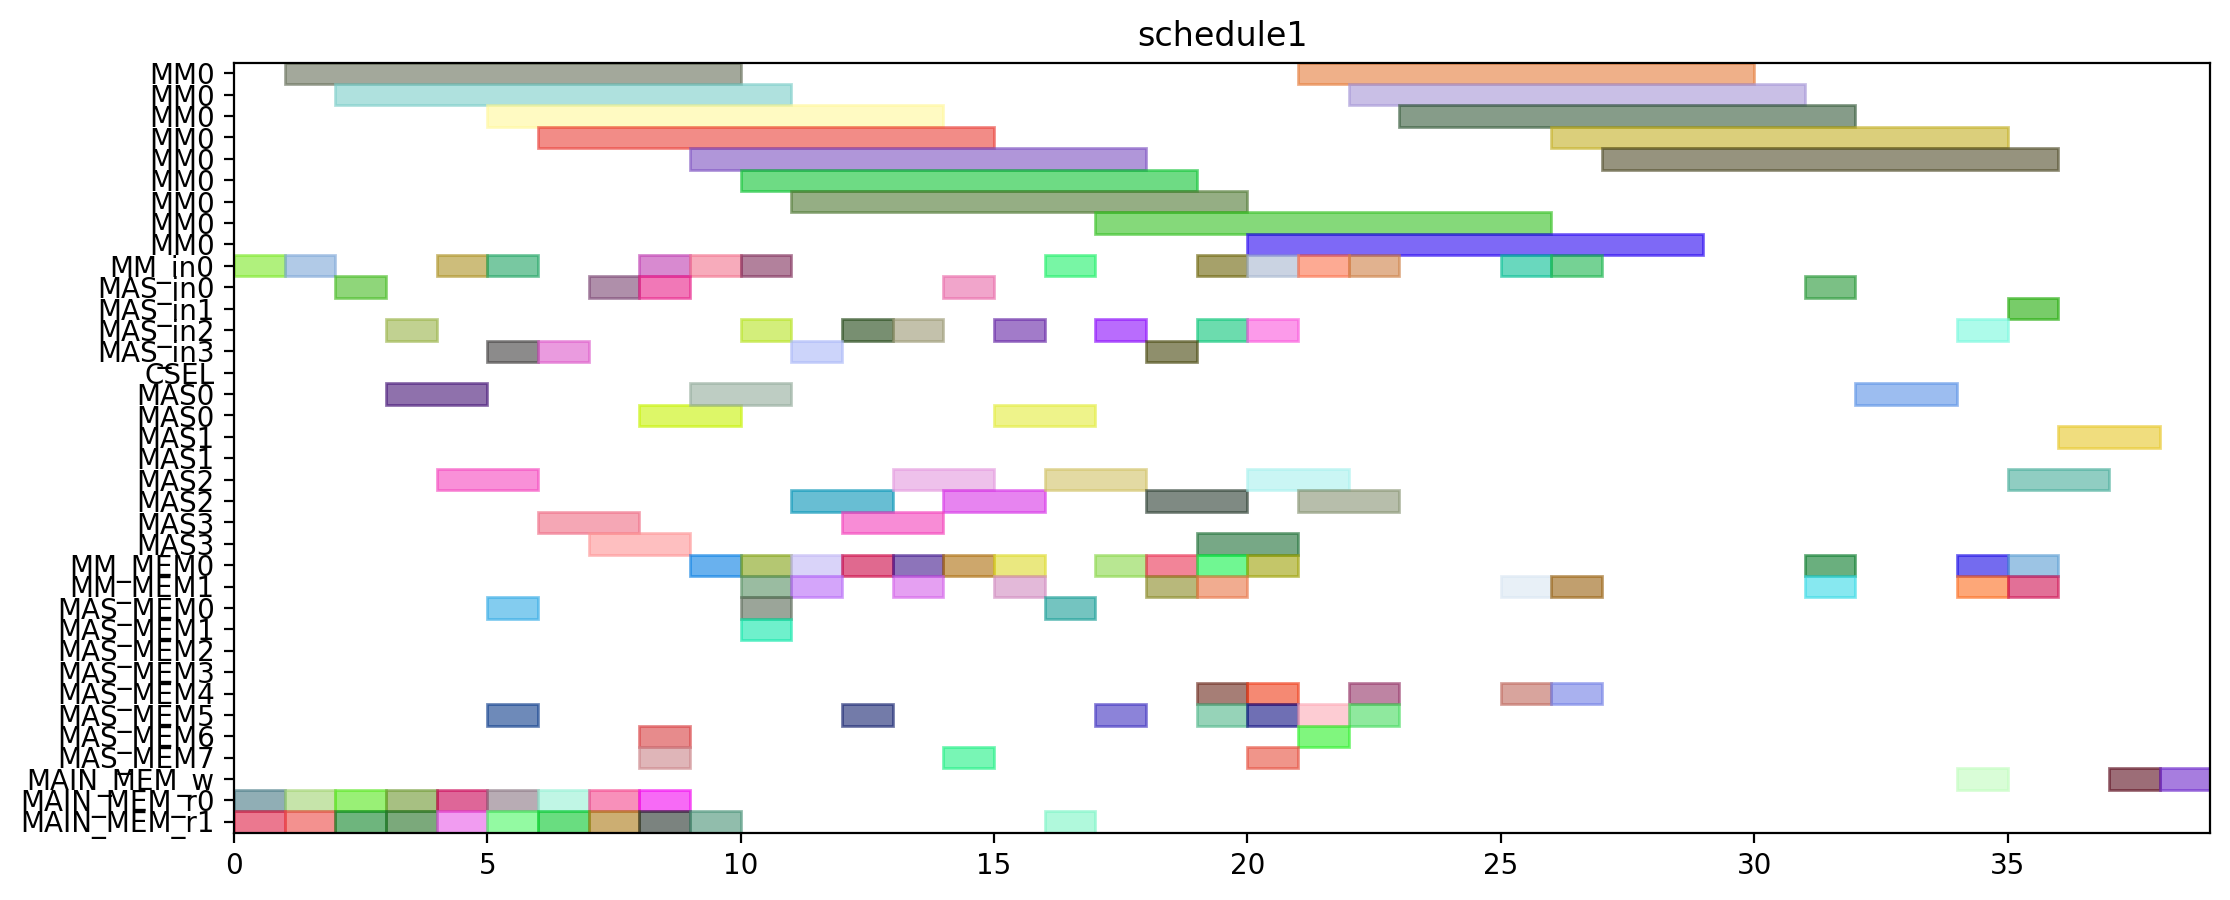 schedule1
MM0
MM0
MM0
MM0
MM0
MM0
MM0
MM0
MM0
MM_in0
MAS_in0
MAS_in1
MAS_in2
MAS_in3
CSEL
MAS0
MAS0
MAS1
MAS1
MAS2
MAS2
MAS3
MAS3
MM_MEM0
MM_MEM1
MAS_MEM0
MAS_MEM1
MAS_MEM2
MAS_MEM3
MAS_MEM4
MAS_MEM5
MAS_MEM6
MAS_MEM7
MAIN_MEM_w
MAIN_MEM_r0
MAIN_MEM_r1
0 5 10 15 20 25 30 35